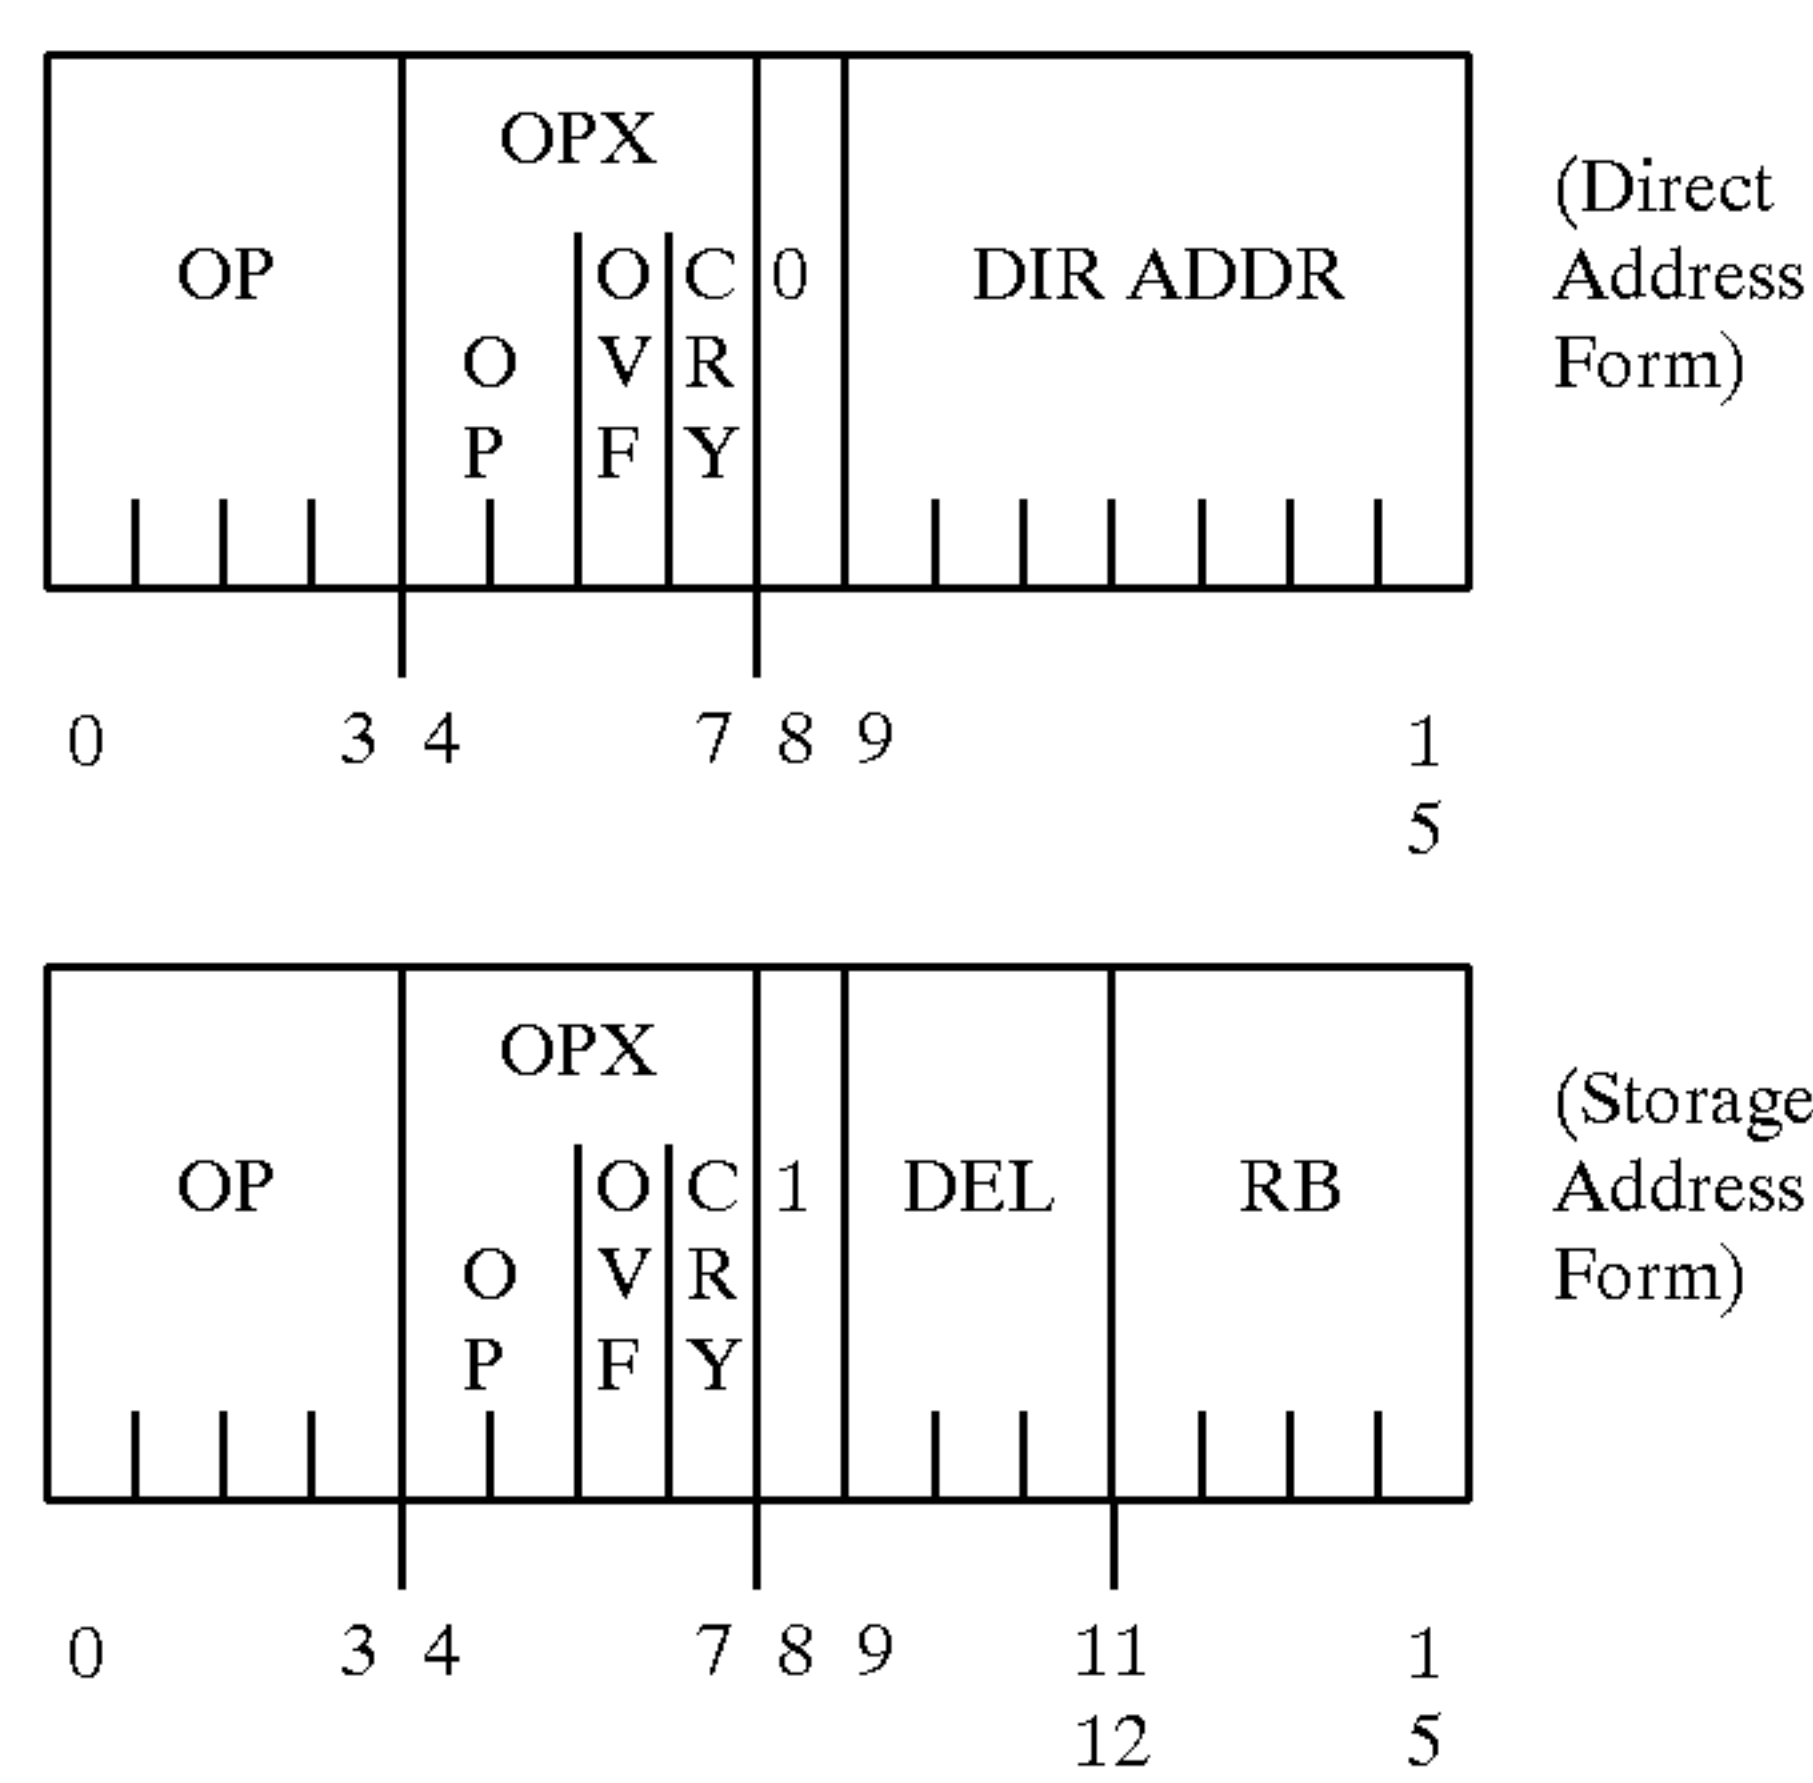 OPX
(Direct
OP O C 0 DIR ADDR Address
O V R Form)
P F Y
0 3 4 7 8 9 1
5
OPX
(Storage
OP O C 1 DEL RB Address
O V R Form)
P F Y
0 3 4 7 8 9 11 1
12 5